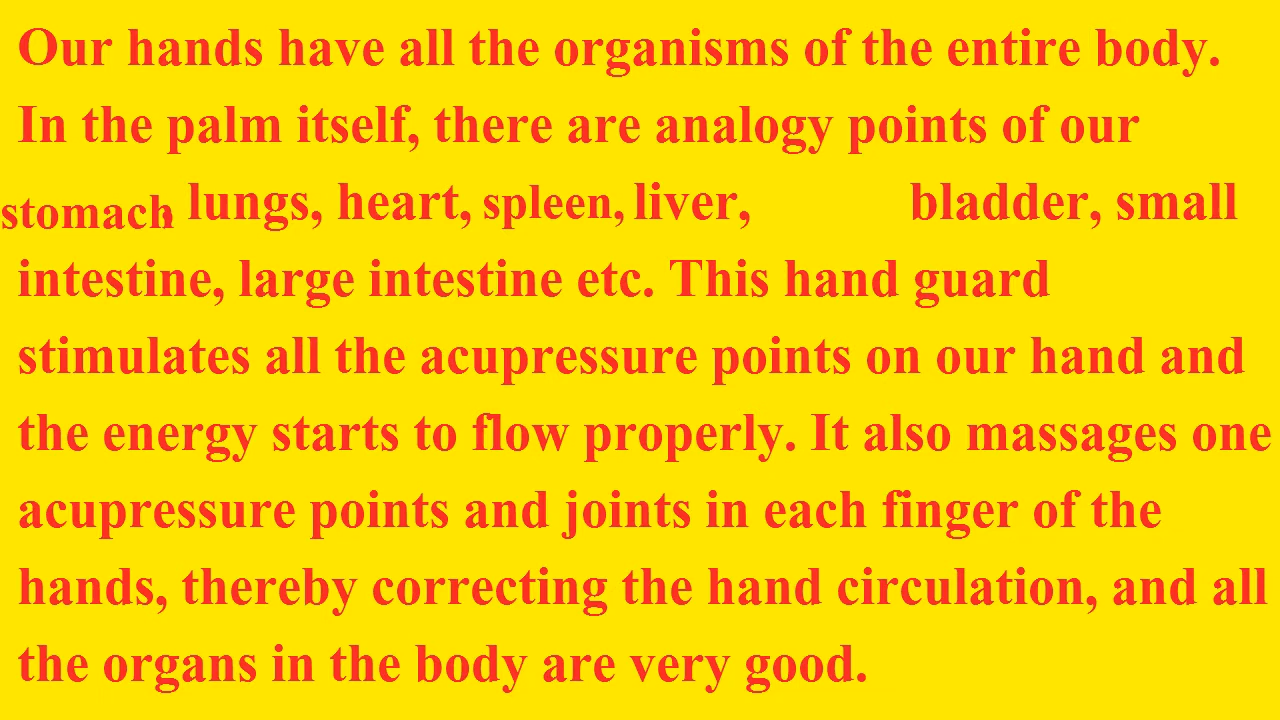 Our hands have all the organisms of the entire body.
In the palm itself, there are analogy points of our
stomach, lungs, heart, spleen, liver, bladder, small
intestine, large intestine etc. This hand guard
stimulates all the acupressure points on our hand and
the energy starts to flow properly. It also massages one
acupressure points and joints in each finger of the
hands, thereby correcting the hand circulation, and all
the organs in the body are very good.